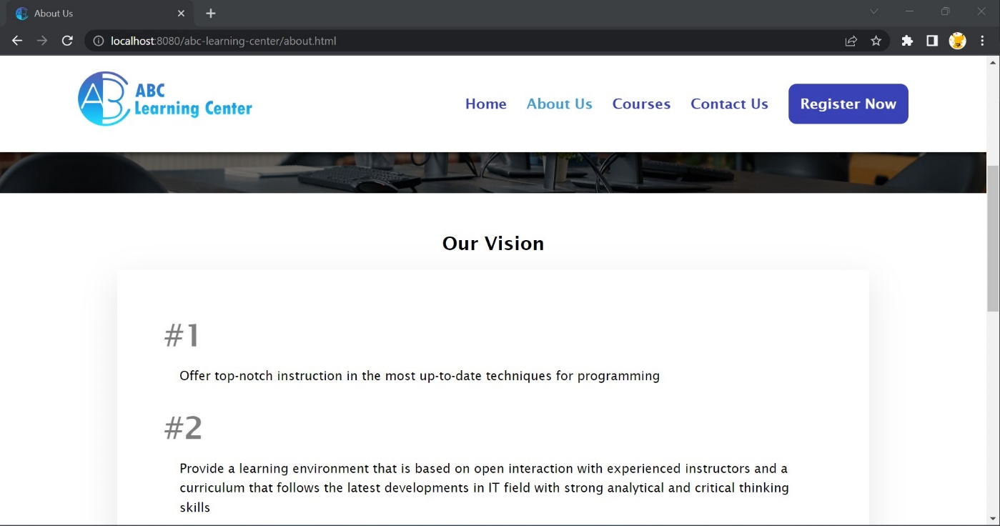 About Us
localhost:8080/abc-learning-center/about.html
AB
ABC
Learning Center
Home About Us Courses Contact Us Register Now
Our Vision
#1
Offer top-notch instruction in the most up-to-date techniques for programming
#2
Provide a learning environment that is based on open interaction with experienced instructors and a
curriculum that follows the latest developments in IT field with strong analytical and critical thinking
skills